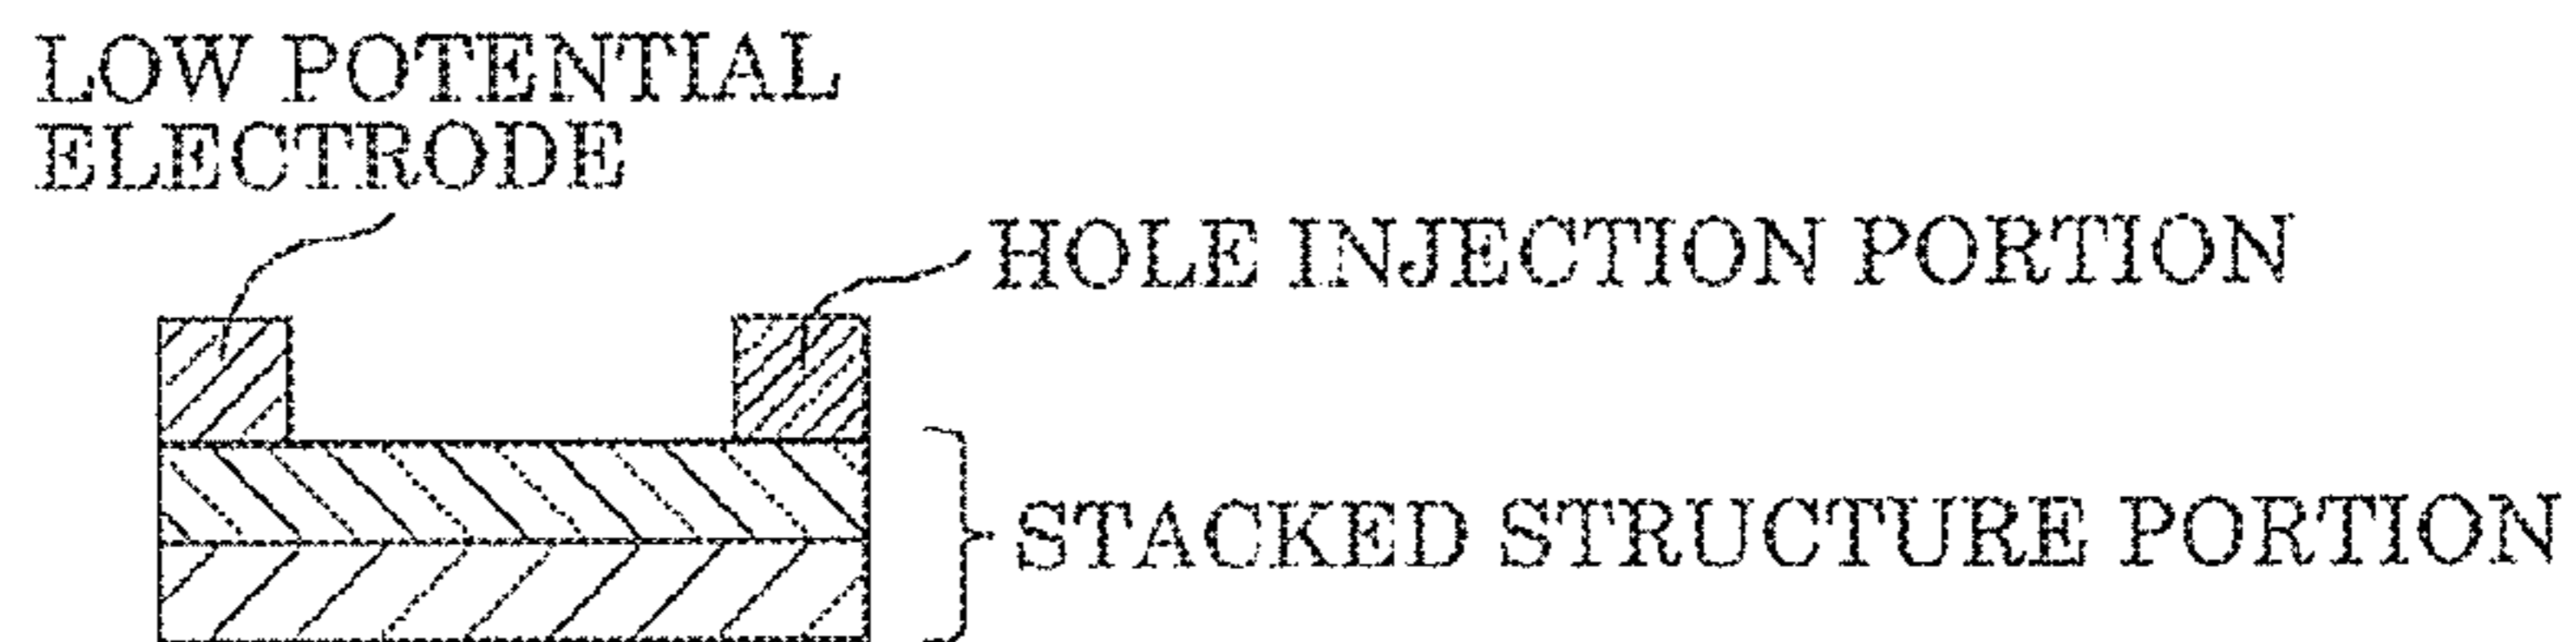 LOW POTENTIAL
ELECTRODE
HOLE INJECTION PORTION
STACKED STRUCTURE PORTION